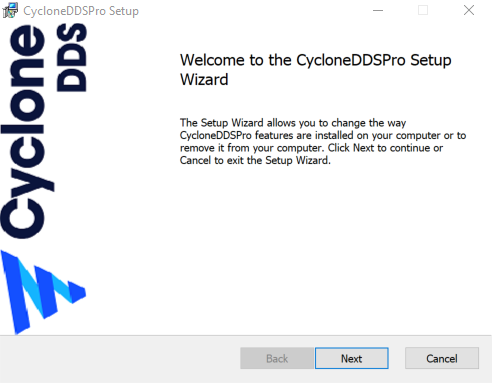 CycloneDDSPro Setup
Cyclone
DDS
Welcome to the CycloneDDSPro Setup
Wizard
The Setup Wizard allows you to change the way
CycloneDDSPro features are installed on your computer or to
remove it from your computer. Click Next to continue or
Cancel to exit the Setup Wizard.
Back
Next
Cancel